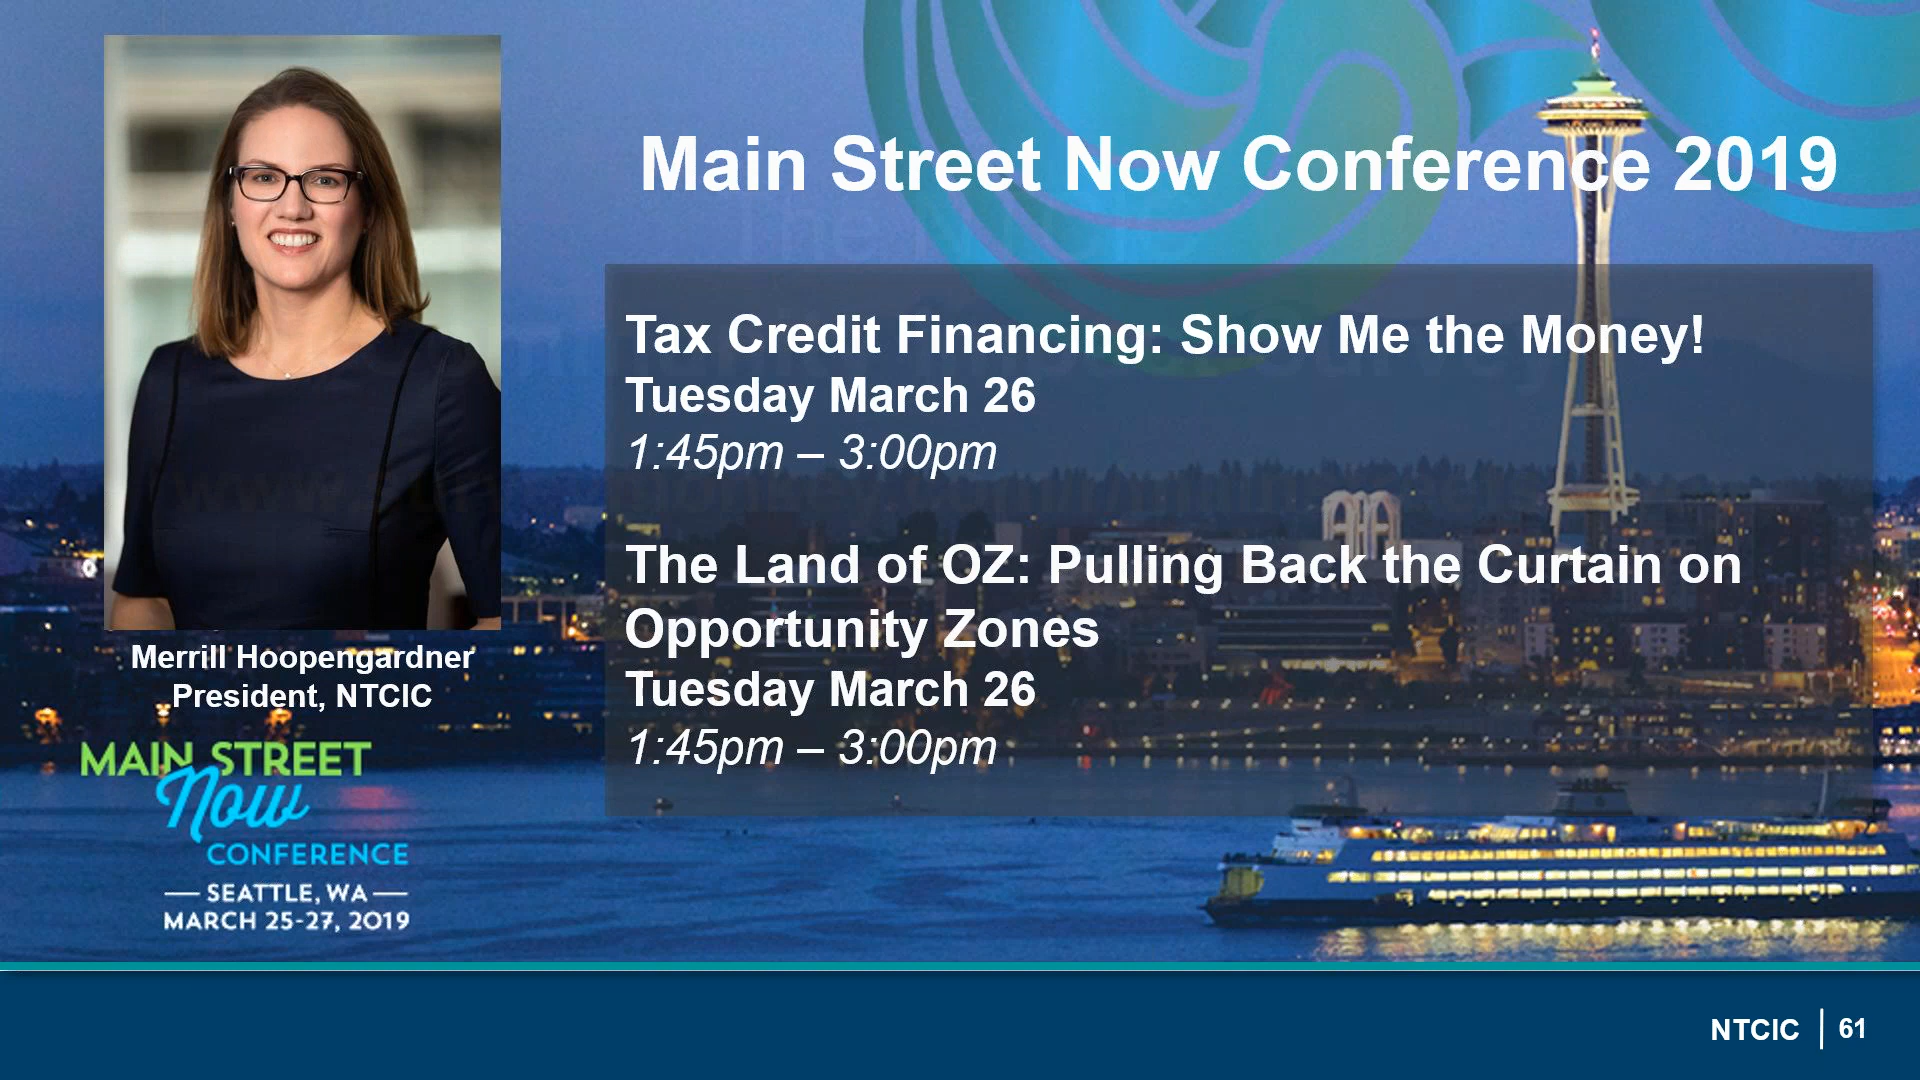 Main Street Now Conference 2019
Tax Credit Financing: Show Me the Money!
Tuesday March 26
1:45pm – 3:00pm
The Land of OZ: Pulling Back the Curtain on
Opportunity Zones
Tuesday March 26
1:45pm – 3:00pm
Merrill Hoopengardner
President, NTCIC
MAIN STREET
Now
CONFERENCE
SEATTLE, WA
MARCH 25-27, 2019
NTCIC | 61